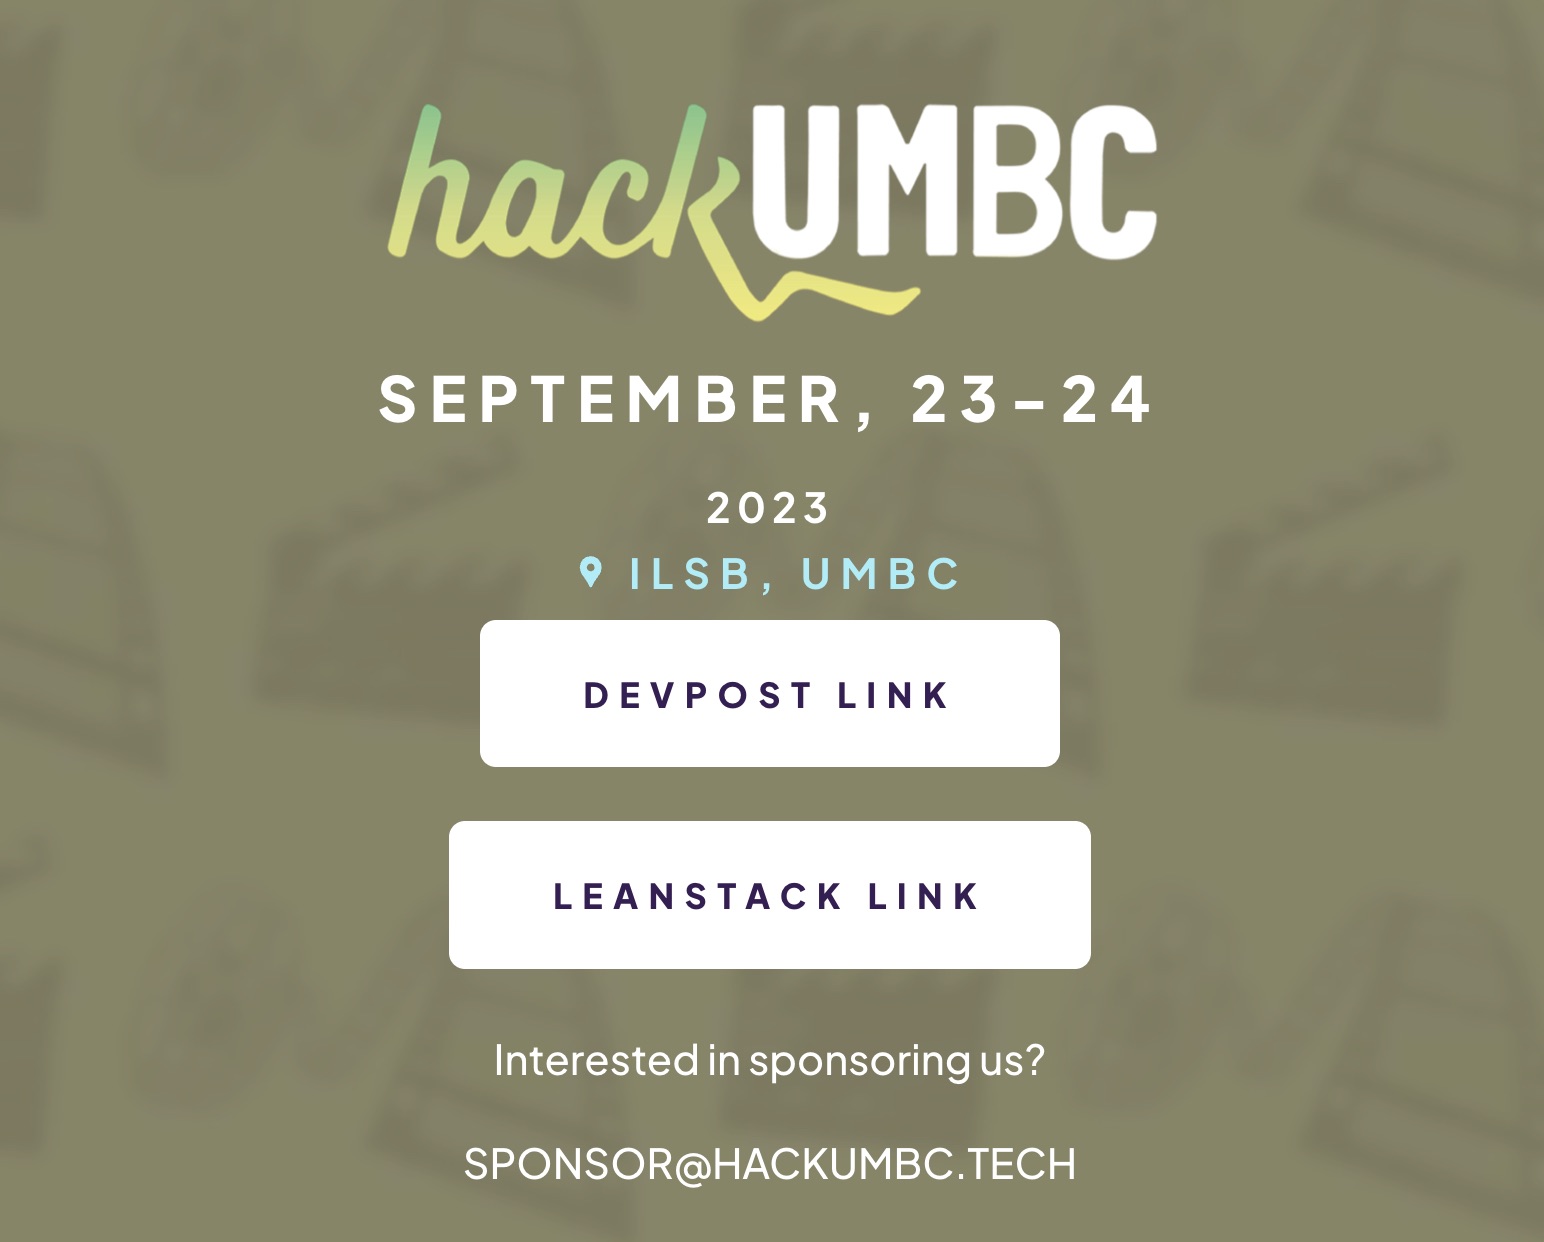 hackUMBC
SEPTEMBER, 23-24
2023
ILSB, UMBC
DEVPOST LINK
LEANSTACK LINK
Interested in sponsoring us?
SPONSOR@HACKUMBC.TECH